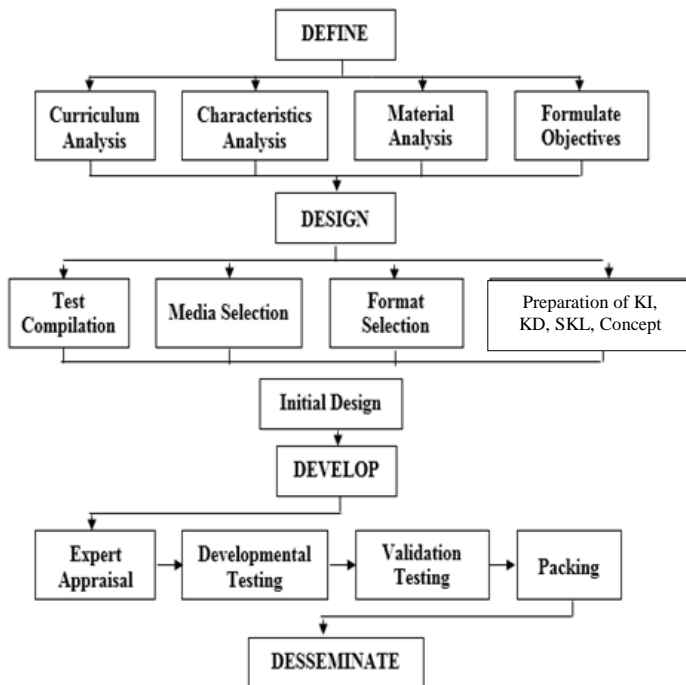 DEFINE
Curriculum
Analysis
Characteristics
Analysis
Material
Analysis
Formulate
Objectives
DESIGN
Test
Compilation
Media Selection
Format
Selection
Preparation of KI,
KD, SKL, Concept
Initial Design
DEVELOP
Expert
Appraisal
Developmental
Testing
Validation
Testing
Packing
DESSEMINATE